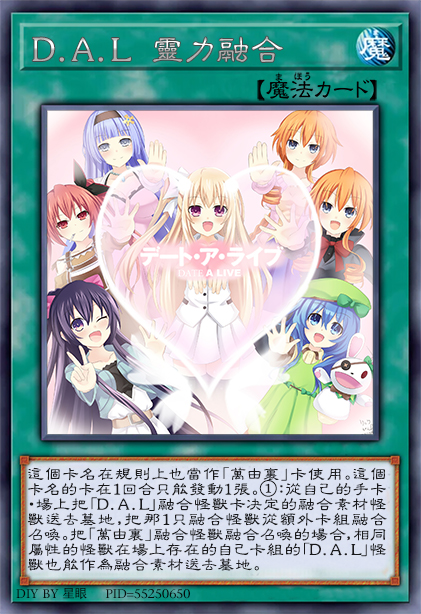 D.A.L 靈力融合
魔
【魔法カード】
ま ほう
デート・ア・ライブ
DATE A LIVE
這個卡名在規則上也當作「萬由裏」卡使用。這個
卡名的卡在1回合只能發動1張。①:從自己的手卡
・場上把「D.A.L」融合怪獸卡決定的融合素材怪
獸送去墓地,把那1只融合怪獸從額外卡組融合
召喚。把「萬由裏」融合怪獸融合召喚的場合,相同
屬性的怪獸在場上存在的自己卡組的「D.A.L」怪
獸也能作為融合素材送去墓地。
DIY BY 星眼 PID=55250650